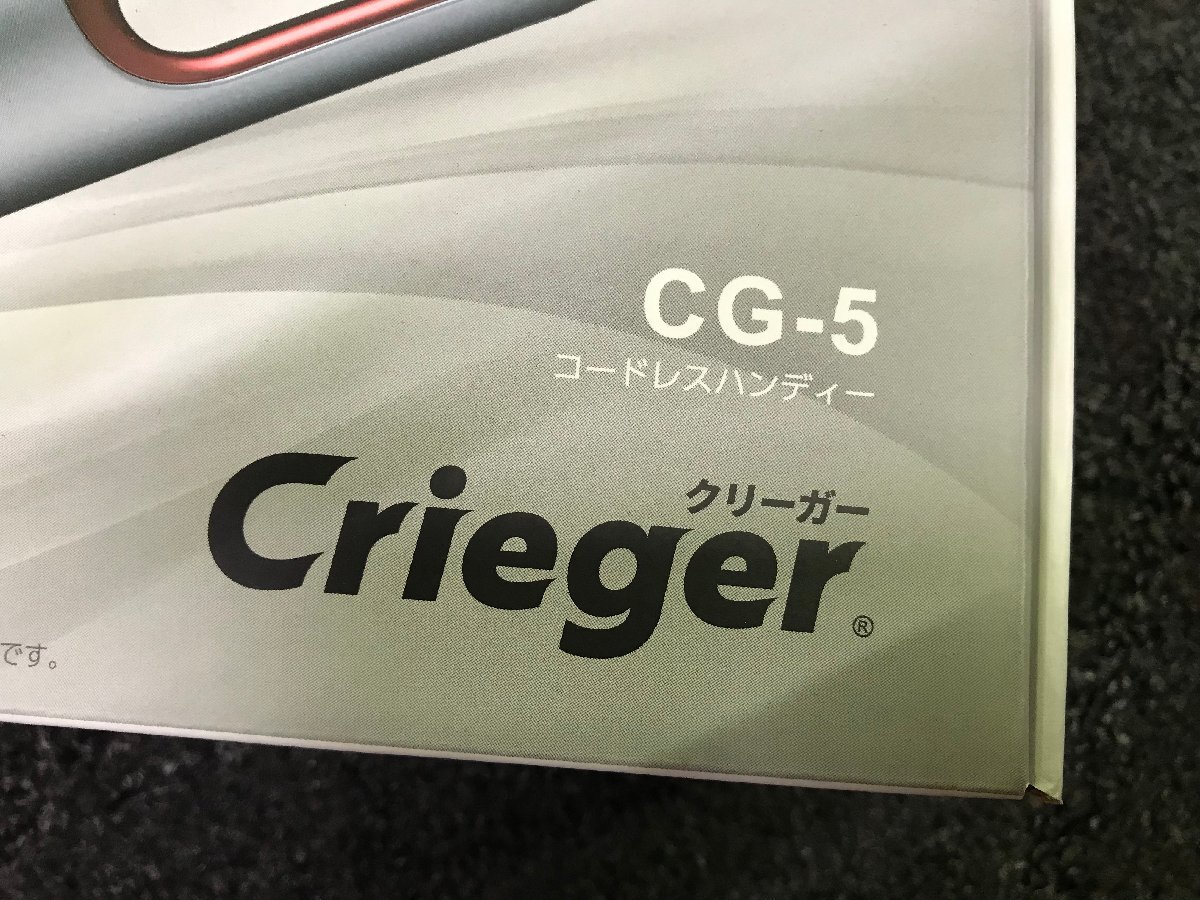 CG-5
コードレスハンディー
クリーガー
Crieger®
です。